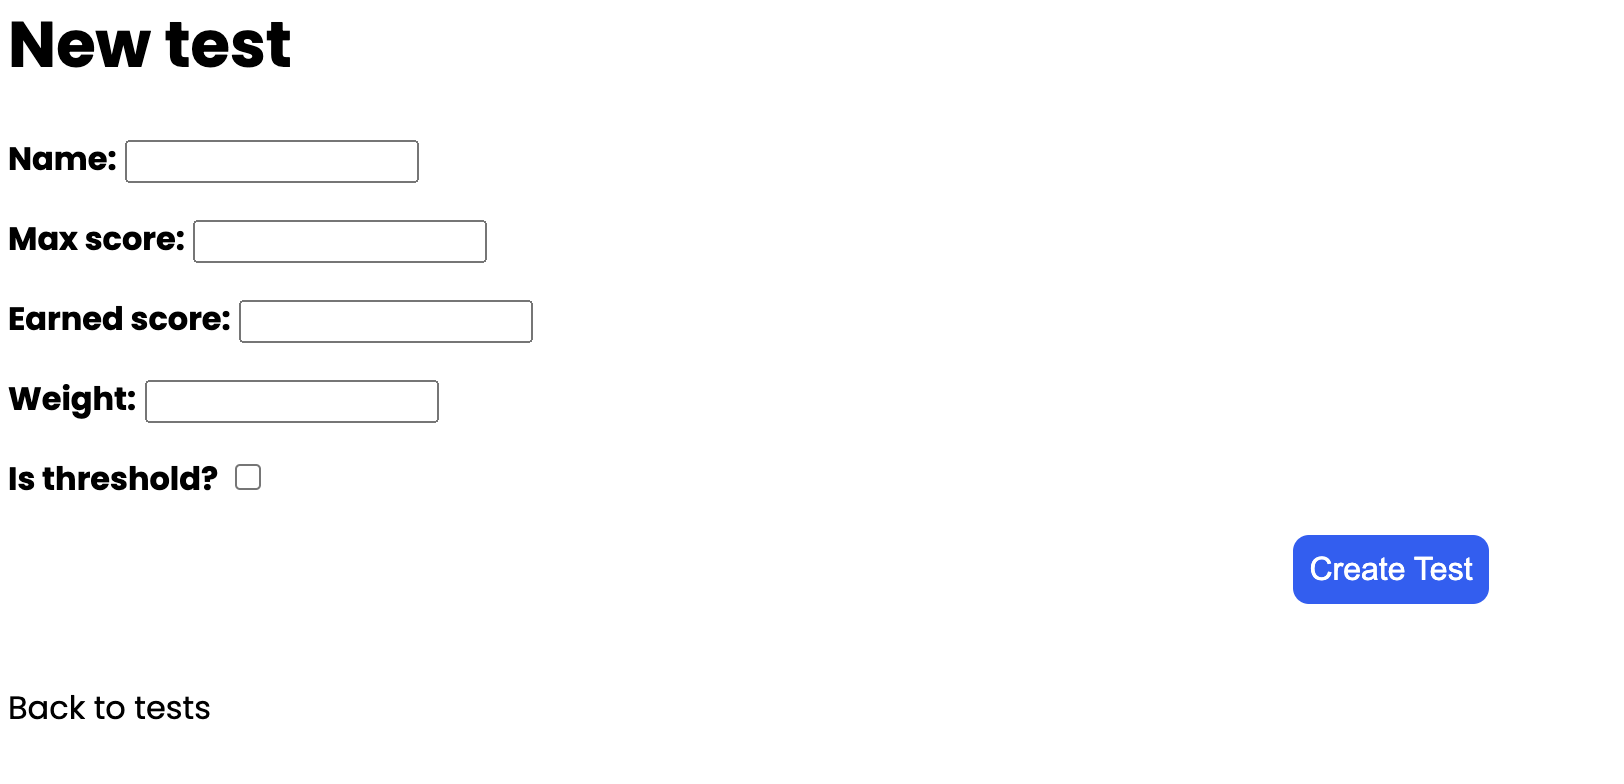 New test
Name:
Max score:
Earned score:
Weight:
Is threshold?
Create Test
Back to tests